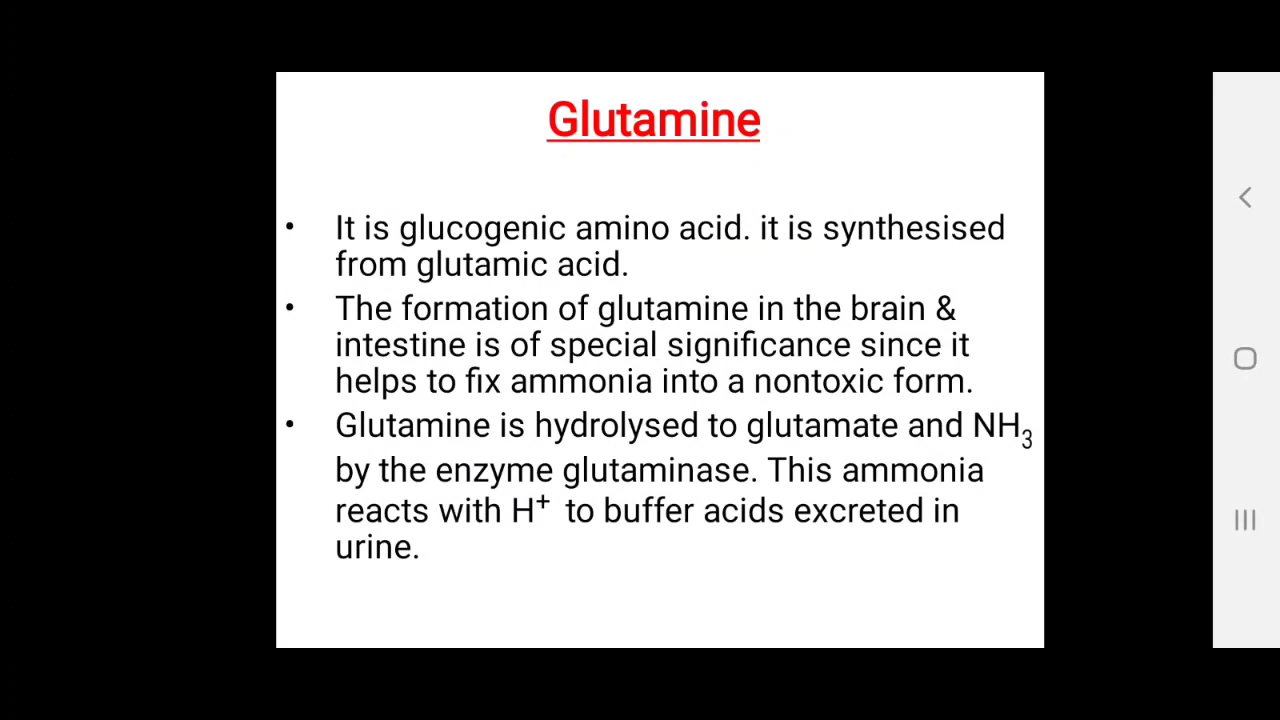 Glutamine
• It is glucogenic amino acid. it is synthesised
from glutamic acid.
• The formation of glutamine in the brain &
intestine is of special significance since it
helps to fix ammonia into a nontoxic form.
• Glutamine is hydrolysed to glutamate and NH₃
by the enzyme glutaminase. This ammonia
reacts with H⁺ to buffer acids excreted in
urine.